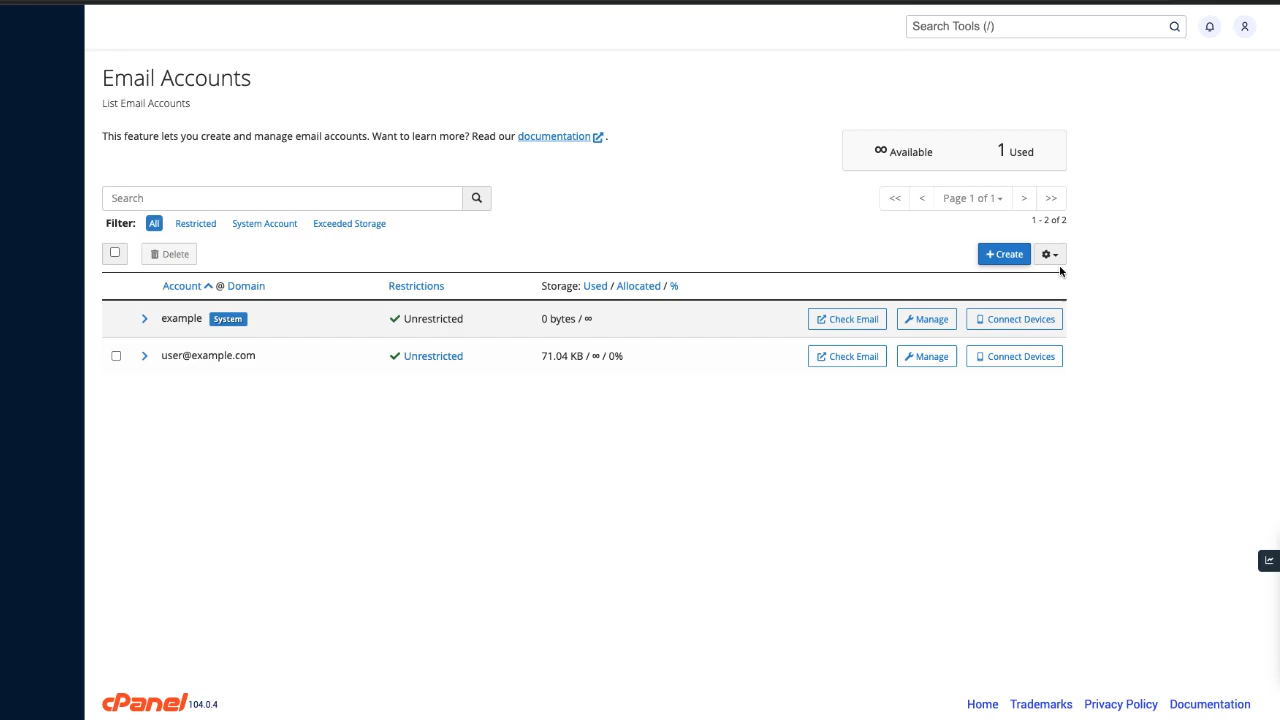 Search Tools (/)
Email Accounts
List Email Accounts
This feature lets you create and manage email accounts. Want to learn more? Read our documentation .
∞ Available 1 Used
Search
<< < Page 1 of 1 > >>
Filter: All Restricted System Account Exceeded Storage
1 - 2 of 2
Delete
+ Create
Account @ Domain Restrictions Storage: Used / Allocated / %
example System Unrestricted 0 bytes / ∞ Check Email Manage Connect Devices
user@example.com Unrestricted 71.04 KB / ∞ / 0% Check Email Manage Connect Devices
cPanel 104.0.4
Home Trademarks Privacy Policy Documentation